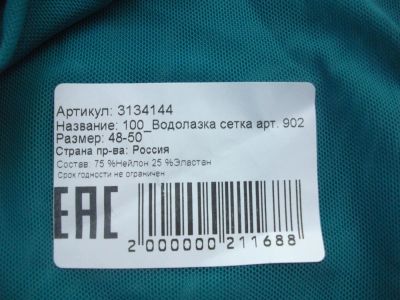 Артикул: 3134144
Название: 100_Водолазка сетка арт. 902
Размер: 48-50
Страна пр-ва: Россия
Состав: 75 %Нейлон 25 %Эластан
Срок годности не ограничен
EAC
2 000000 211688